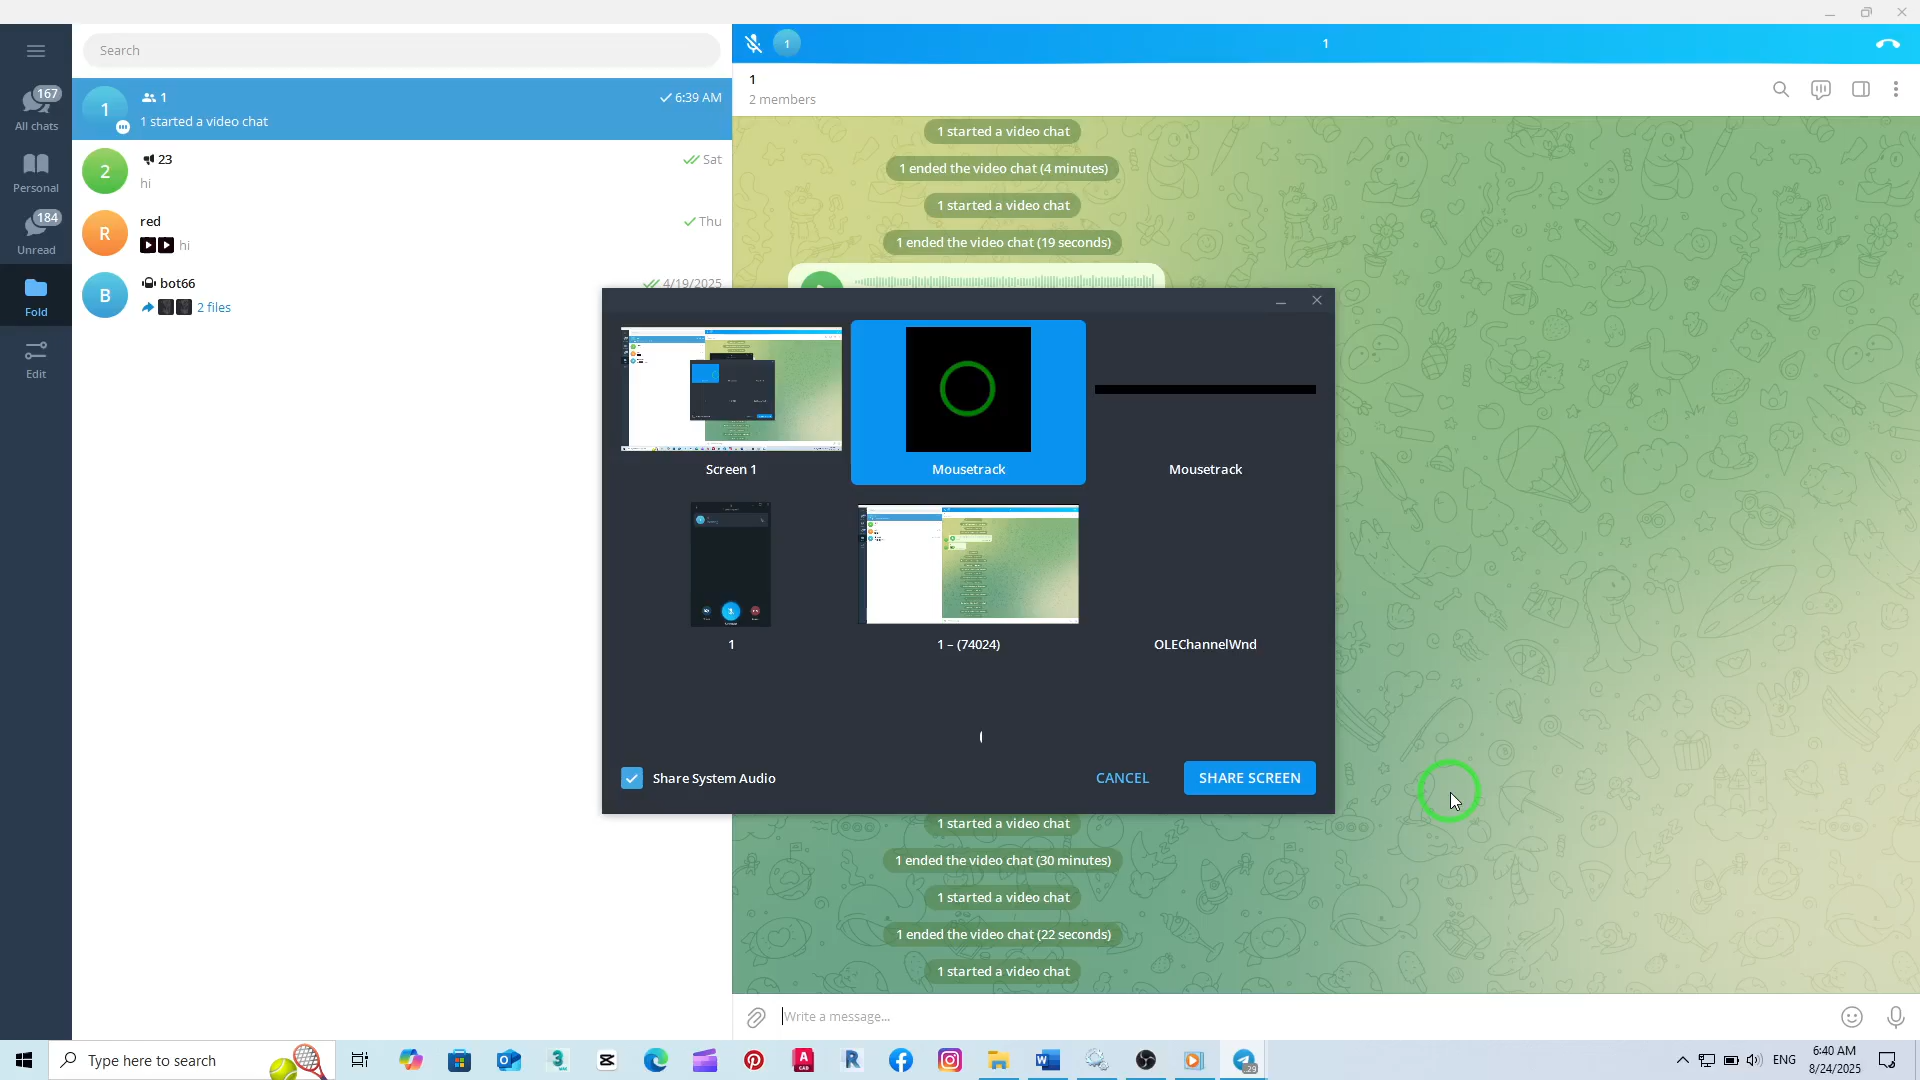 Search
1
167
All chats
Personal
184
Unread
Fold
Edit
1
1
6:39 AM
1 started a video chat
2
23
Sat
hi
R
red
Thu
hi
B
bot66
4/19/2025
2 files
1
1
2 members
1 started a video chat
1 ended the video chat (4 minutes)
1 started a video chat
1 ended the video chat (19 seconds)
Screen 1
Mousetrack
Mousetrack
1
1 – (74024)
OLEChannelWnd
Share System Audio
CANCEL
SHARE SCREEN
1 started a video chat
1 ended the video chat (30 minutes)
1 started a video chat
1 ended the video chat (22 seconds)
1 started a video chat
Write a message...
Type here to search
ENG
6:40 AM
8/24/2025